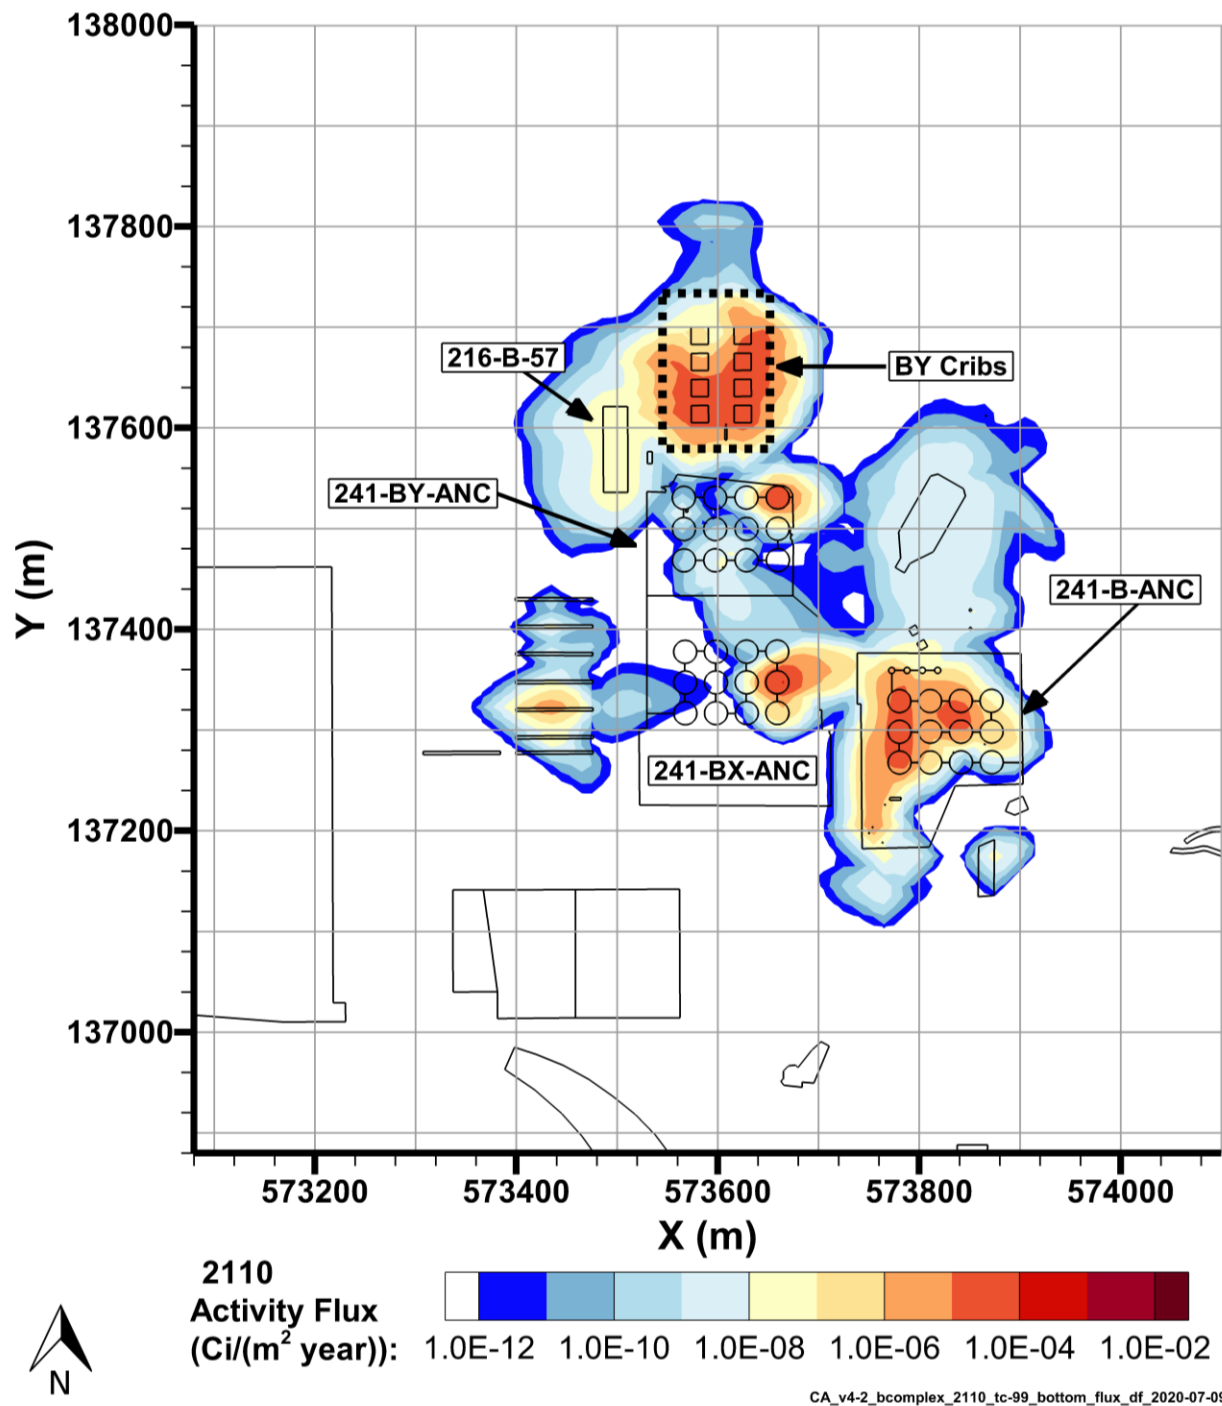 138000
137800
137600
137400
137200
137000
Y (m)
216-B-57
BY Cribs
241-BY-ANC
241-B-ANC
241-BX-ANC
573200
573400
573600
573800
574000
X (m)
2110
Activity Flux
(Ci/(m² year)):
1.0E-12
1.0E-10
1.0E-08
1.0E-06
1.0E-04
1.0E-02
N
CA_v4-2_bcomplex_2110_tc-99_bottom_flux_df_2020-07-09